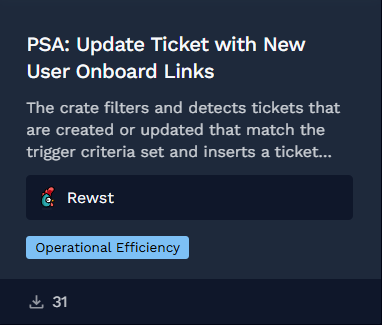 PSA: Update Ticket with New
User Onboard Links
The crate filters and detects tickets that
are created or updated that match the
trigger criteria set and inserts a ticket...
Rewst
Operational Efficiency
31